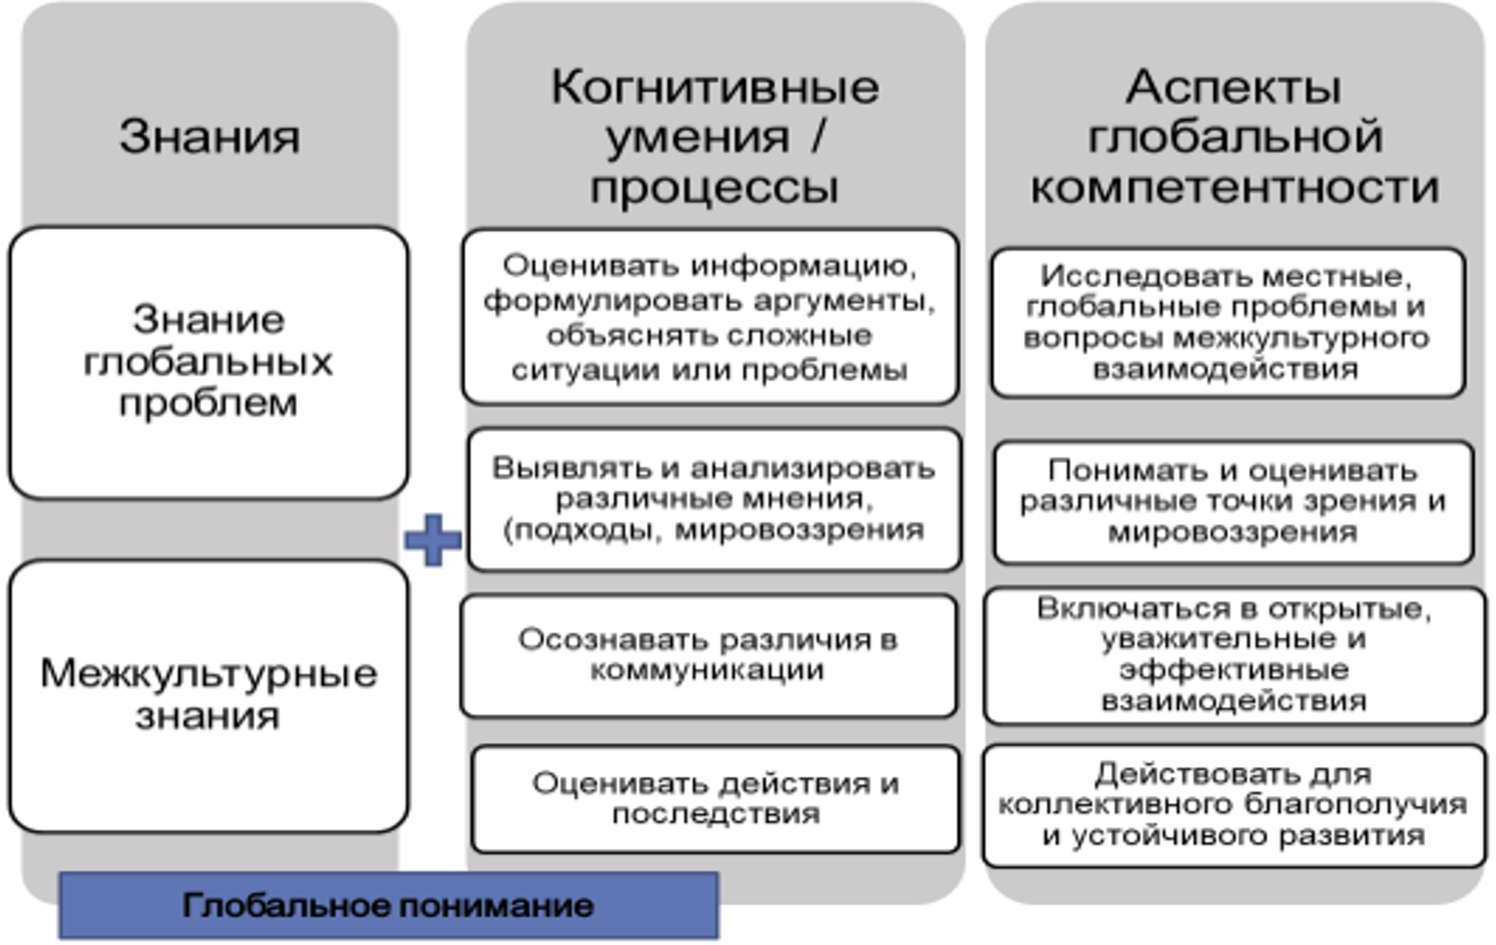 Знания
Знание
глобальных
проблем
Межкультурные
знания
Когнитивные
умения /
процессы
Оценивать информацию,
формулировать аргументы,
объяснять сложные
ситуации или проблемы
Выявлять и анализировать
различные мнения,
(подходы, мировоззрения
Осознавать различия в
коммуникации
Оценивать действия и
последствия
Аспекты
глобальной
компетентности
Исследовать местные,
глобальные проблемы и
вопросы межкультурного
взаимодействия
Понимать и оценивать
различные точки зрения и
мировоззрения
Включаться в открытые,
уважительные и
эффективные
взаимодействия
Действовать для
коллективного благополучия
и устойчивого развития
Глобальное понимание